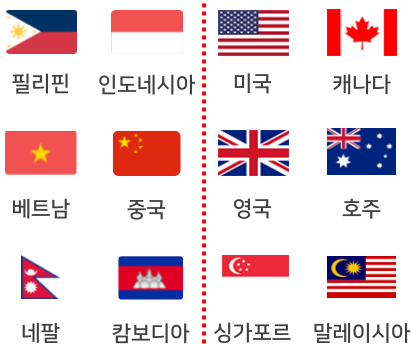 필리핀 인도네시아 미국 캐나다
베트남 중국 영국 호주
네팔 캄보디아 싱가포르 말레이시아